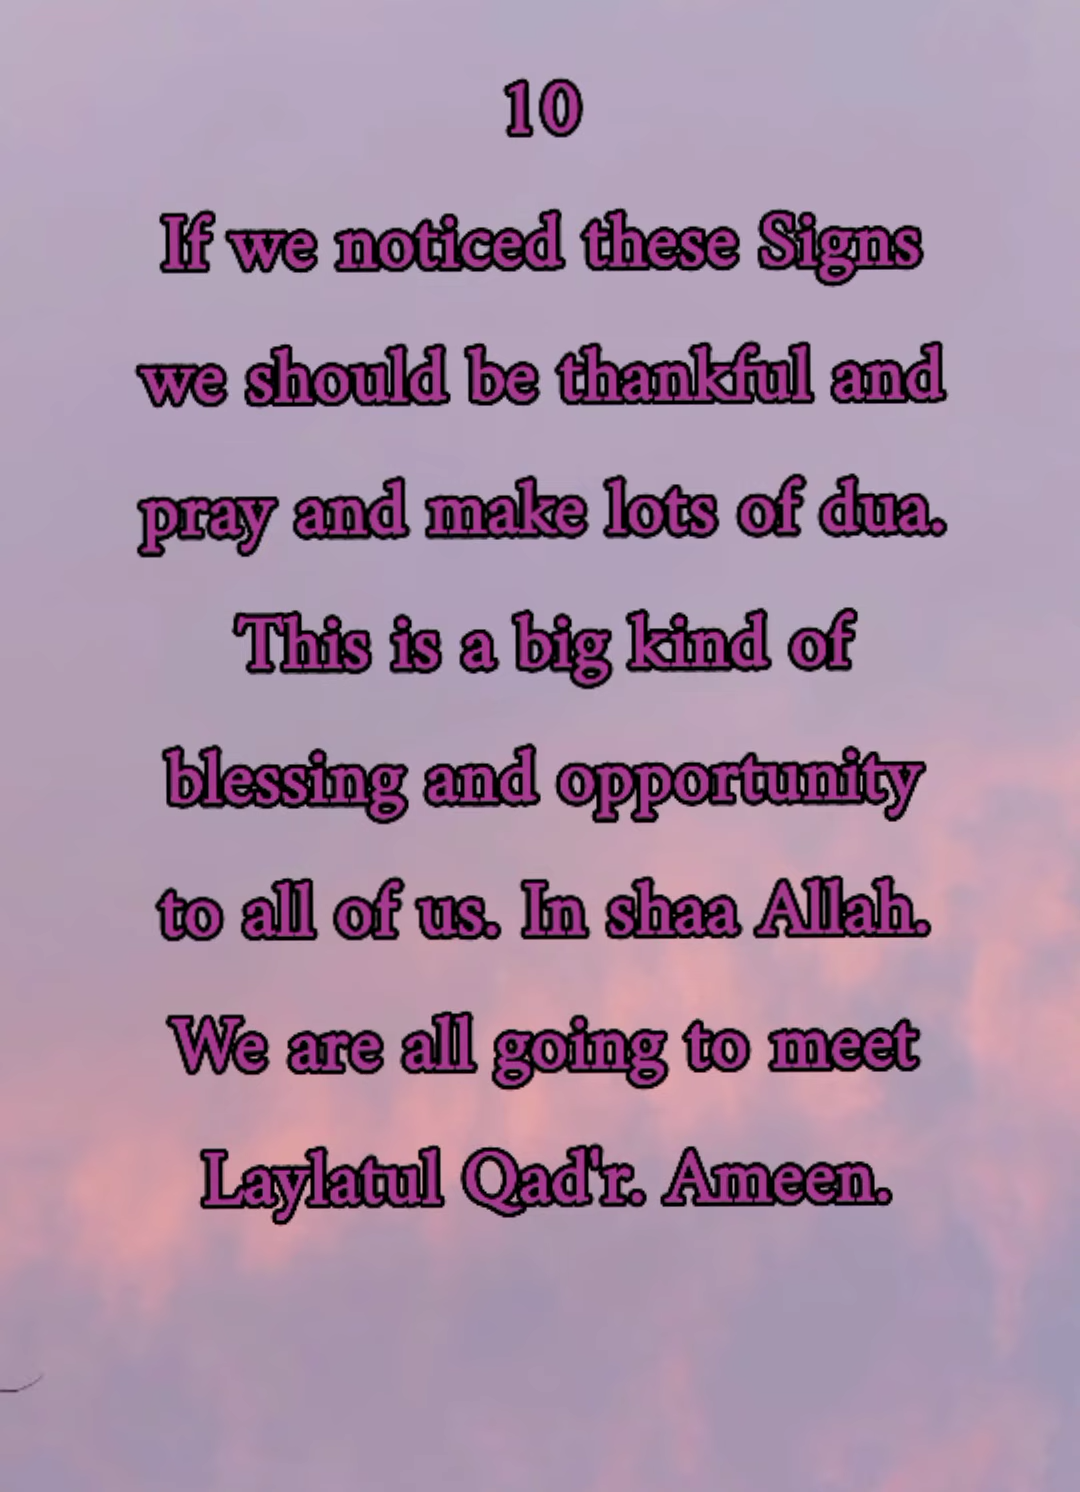 10
If we noticed these Signs
we should be thankful and
pray and make lots of dua.
This is a big kind of
blessing and opportunity
to all of us. In shaa Allah.
We are all going to meet
Laylatul Qad'r. Ameen.